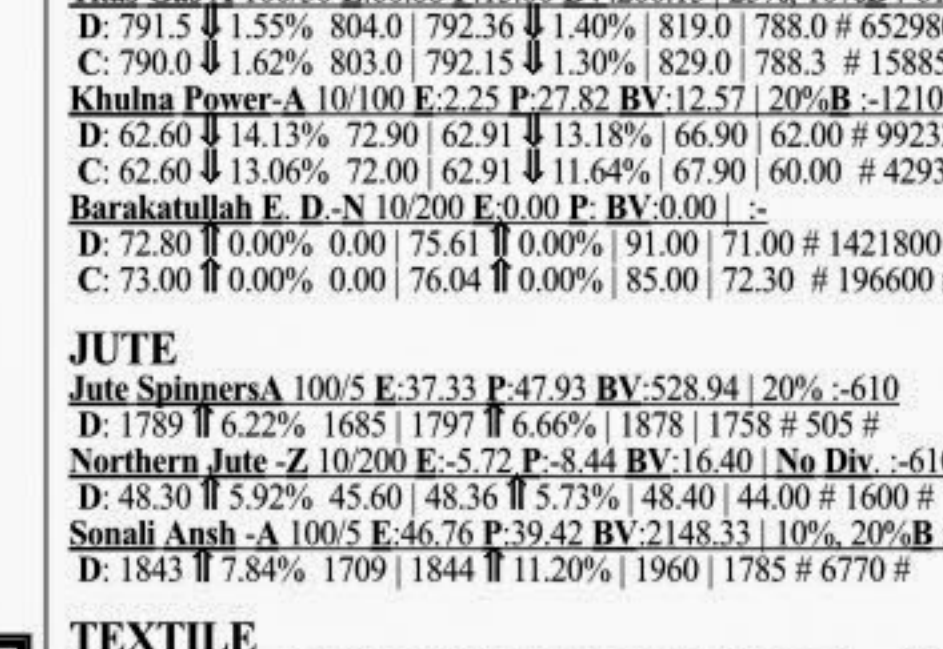 D: 791.5 ⇓ 1.55% 804.0 | 792.36 ⇓ 1.40% | 819.0 | 788.0 # 65298
C: 790.0 ⇓ 1.62% 803.0 | 792.15 ⇓ 1.30% | 829.0 | 788.3 # 15885
Khulna Power-A 10/100 E:2.25 P:27.82 BV:12.57 | 20%B :-1210
D: 62.60 ⇓ 14.13% 72.90 | 62.91 ⇓ 13.18% | 66.90 | 62.00 # 9923
C: 62.60 ⇓ 13.06% 72.00 | 62.91 ⇓ 11.64% | 67.90 | 60.00 # 4293
Barakatullah E. D.-N 10/200 E:0.00 P: BV:0.00 | :-
D: 72.80 ⇑ 0.00% 0.00 | 75.61 ⇑ 0.00% | 91.00 | 71.00 # 1421800
C: 73.00 ⇑ 0.00% 0.00 | 76.04 ⇑ 0.00% | 85.00 | 72.30 # 196600
JUTE
Jute SpinnersA 100/5 E:37.33 P:47.93 BV:528.94 | 20% :-610
D: 1789 ⇑ 6.22% 1685 | 1797 ⇑ 6.66% | 1878 | 1758 # 505 #
Northern Jute -Z 10/200 E:-5.72 P:-8.44 BV:16.40 | No Div. :-610
D: 48.30 ⇑ 5.92% 45.60 | 48.36 ⇑ 5.73% | 48.40 | 44.00 # 1600 #
Sonali Ansh -A 100/5 E:46.76 P:39.42 BV:2148.33 | 10%, 20%B :
D: 1843 ⇑ 7.84% 1709 | 1844 ⇑ 11.20% | 1960 | 1785 # 6770 #
TEXTILE